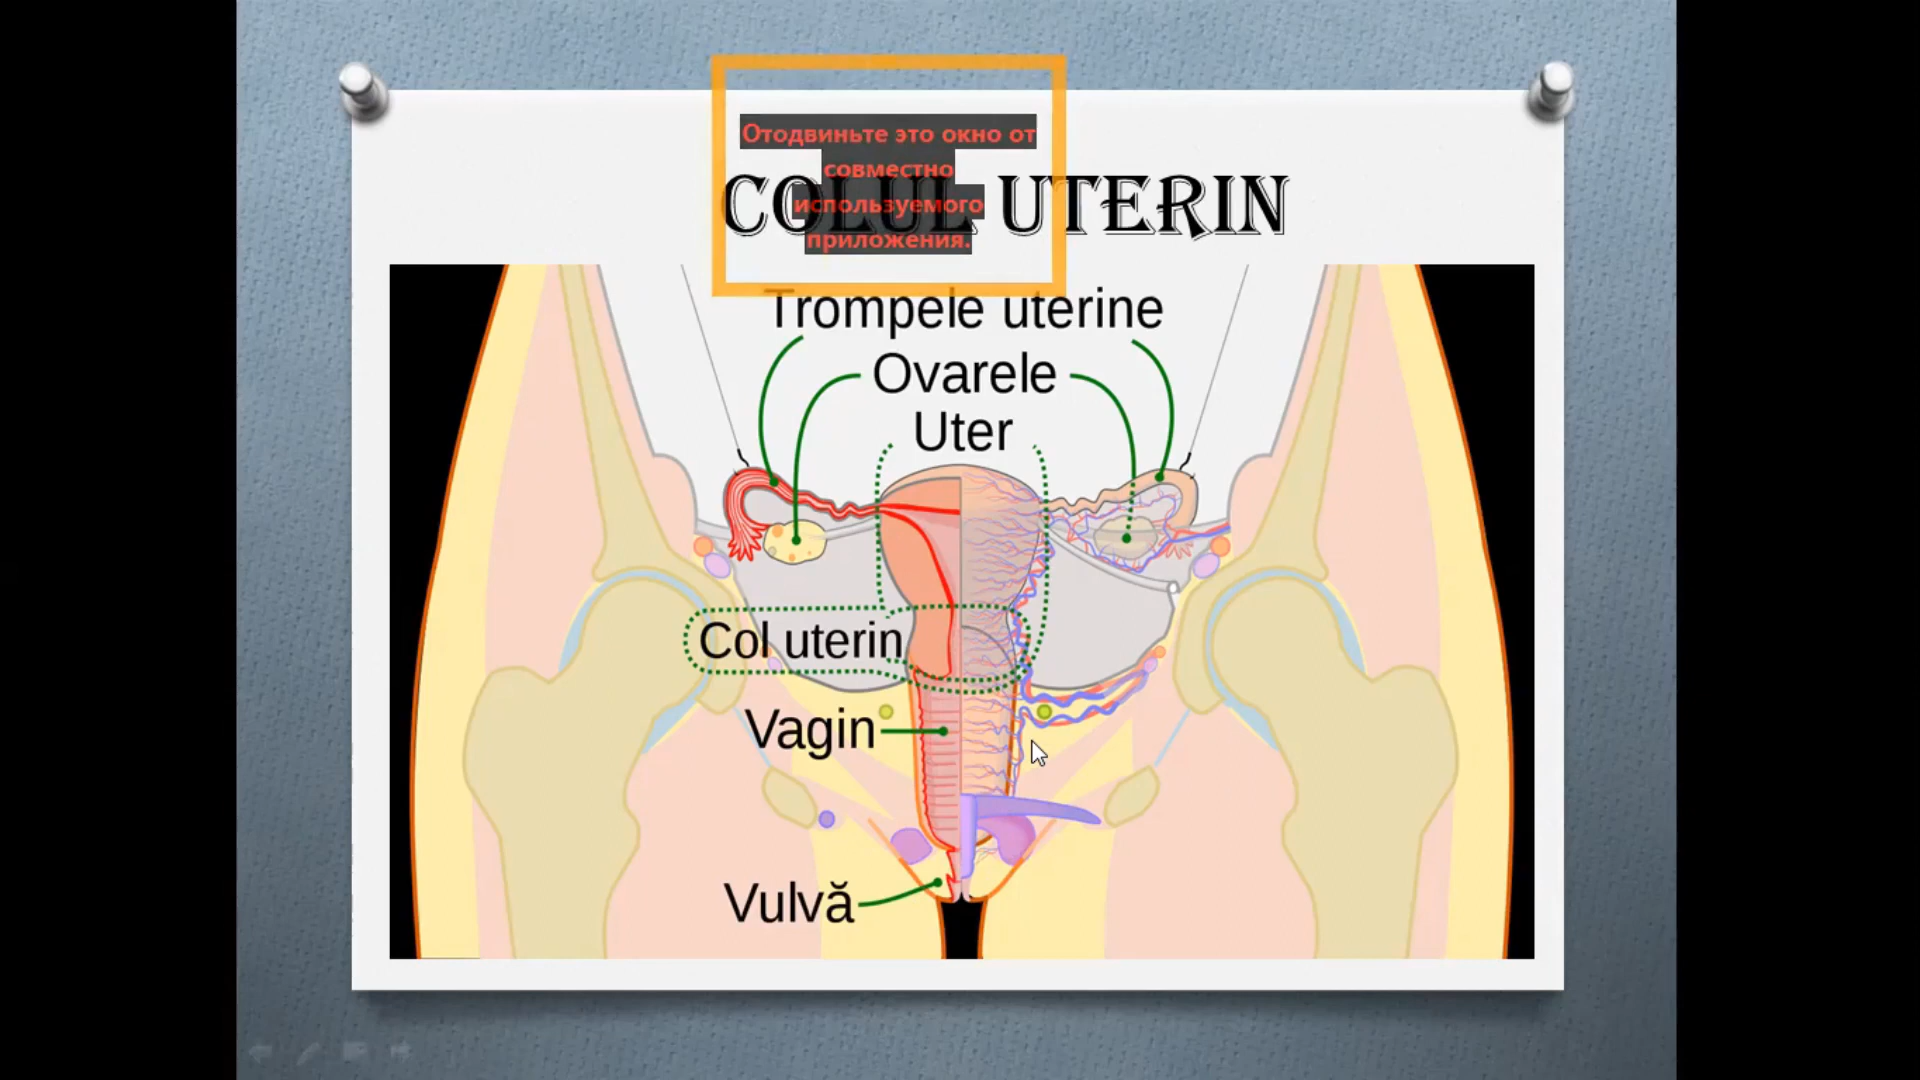 Отодвиньте это окно от
совместно
используемого
приложения.
COLUL UTERIN
Trompele uterine
Ovarele
Uter
Col uterin
Vagin
Vulvă